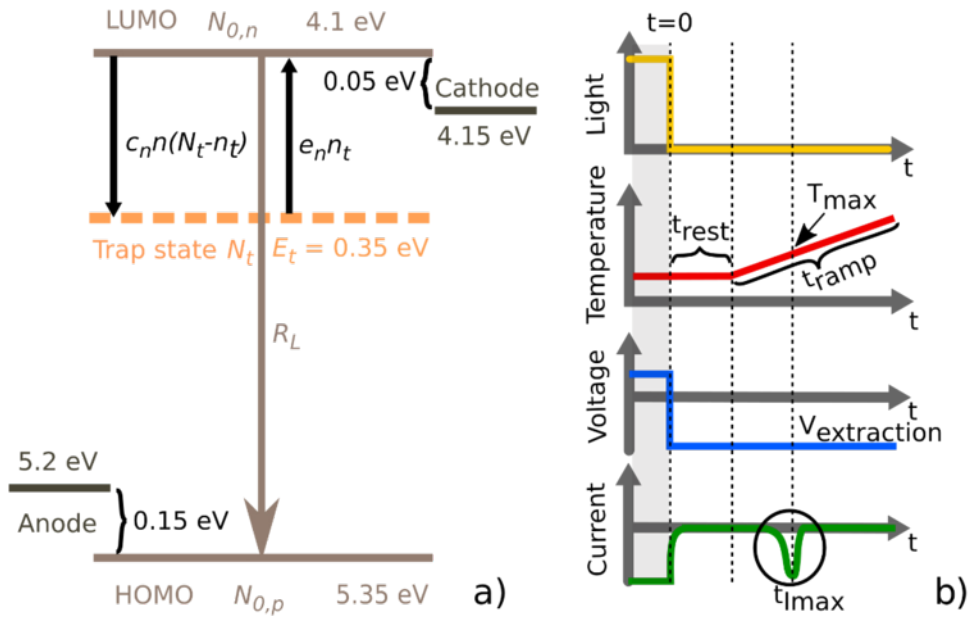 LUMO N0,n 4.1 eV
0.05 eV
Cathode
4.15 eV
cnn(Nt-nt)
ennt
Trap state Nt Et = 0.35 eV
RL
5.2 eV
Anode
0.15 eV
HOMO N0,p 5.35 eV
a)
t=0
Light
t
Temperature
trest
Tmax
tramp
t
Voltage
t
Vextraction
Current
t
tImax
b)